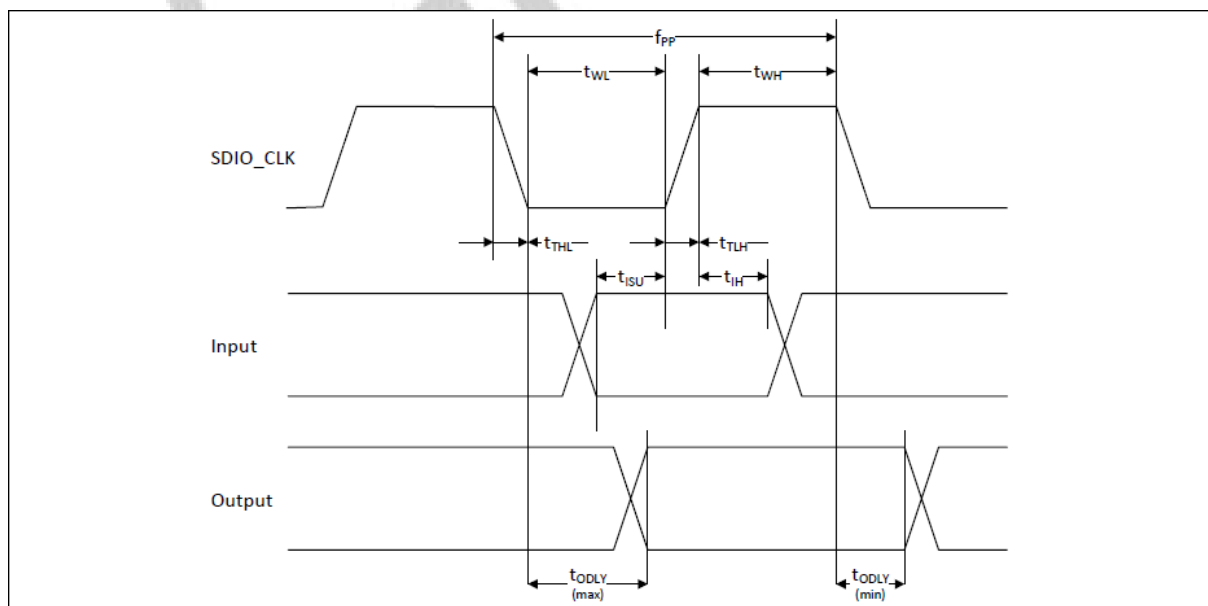 fPP
tWL
tWH
SDIO_CLK
tTHL
tTLH
tISU
tIH
Input
Output
tODLY
(max)
tODLY
(min)